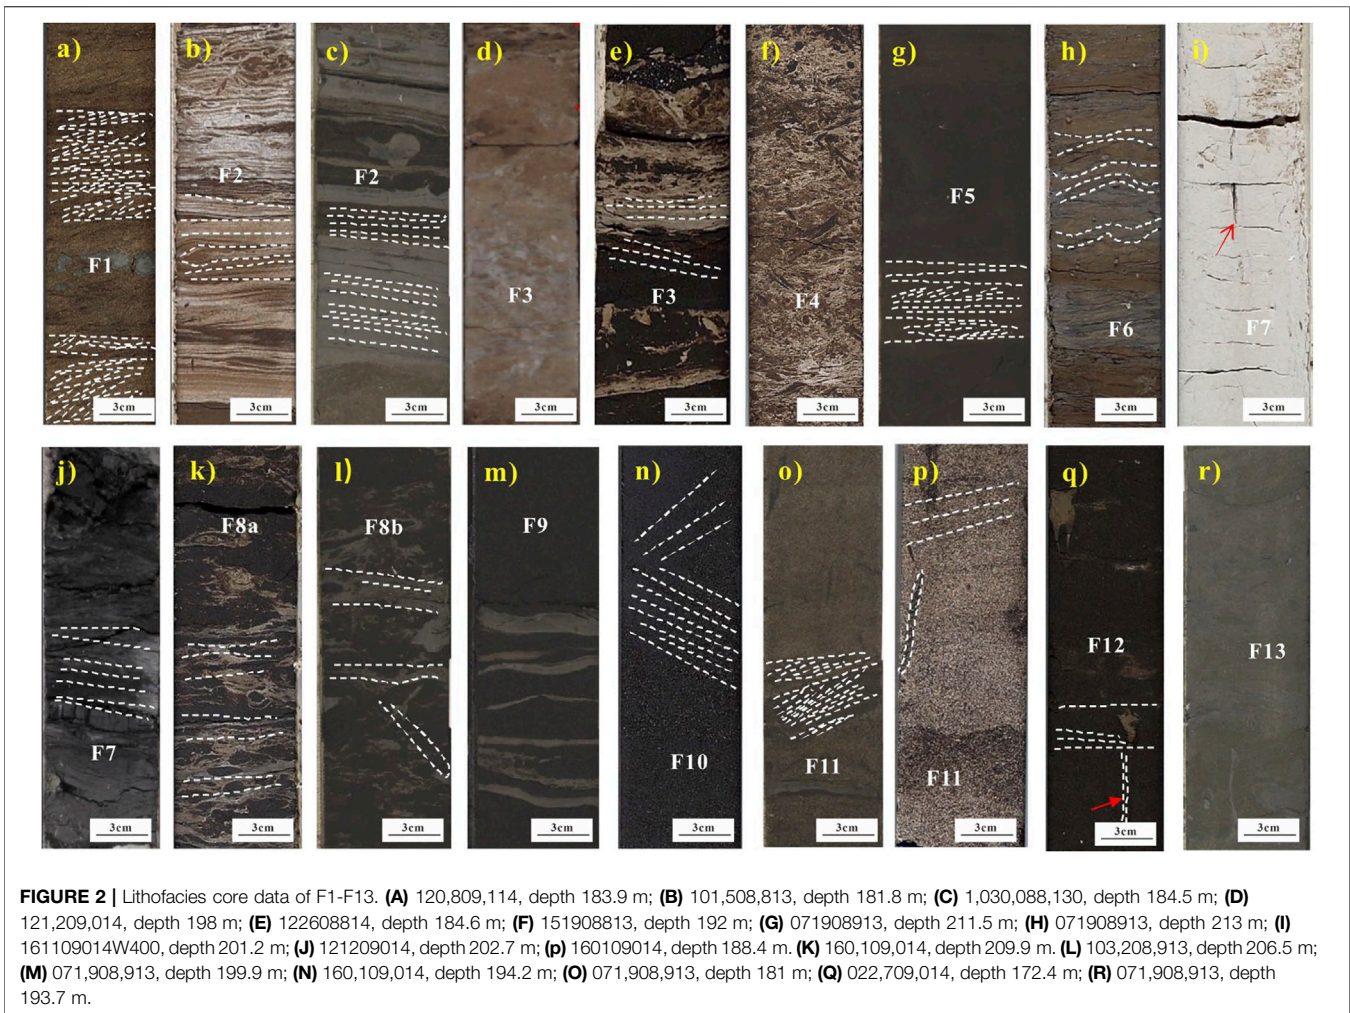 a)
b)
c)
d)
e)
f)
g)
h)
i)
F1
F2
F2
F3
F3
F4
F5
F6
F7
3cm
3cm
3cm
3cm
3cm
3cm
3cm
3cm
3cm
j)
k)
l)
m)
n)
o)
p)
q)
r)
F7
F8a
F8b
F9
F10
F11
F11
F12
F13
3cm
3cm
3cm
3cm
3cm
3cm
3cm
3cm
3cm
FIGURE 2 | Lithofacies core data of F1-F13. (A) 120,809,114, depth 183.9 m; (B) 101,508,813, depth 181.8 m; (C) 1,030,088,130, depth 184.5 m; (D)
121,209,014, depth 198 m; (E) 122608814, depth 184.6 m; (F) 151908813, depth 192 m; (G) 071908913, depth 211.5 m; (H) 071908913, depth 213 m; (I)
161109014W400, depth 201.2 m; (J) 121209014, depth 202.7 m; (p) 160109014, depth 188.4 m. (K) 160,109,014, depth 209.9 m. (L) 103,208,913, depth 206.5 m;
(M) 071,908,913, depth 199.9 m; (N) 160,109,014, depth 194.2 m; (O) 071,908,913, depth 181 m; (Q) 022,709,014, depth 172.4 m; (R) 071,908,913, depth
193.7 m.